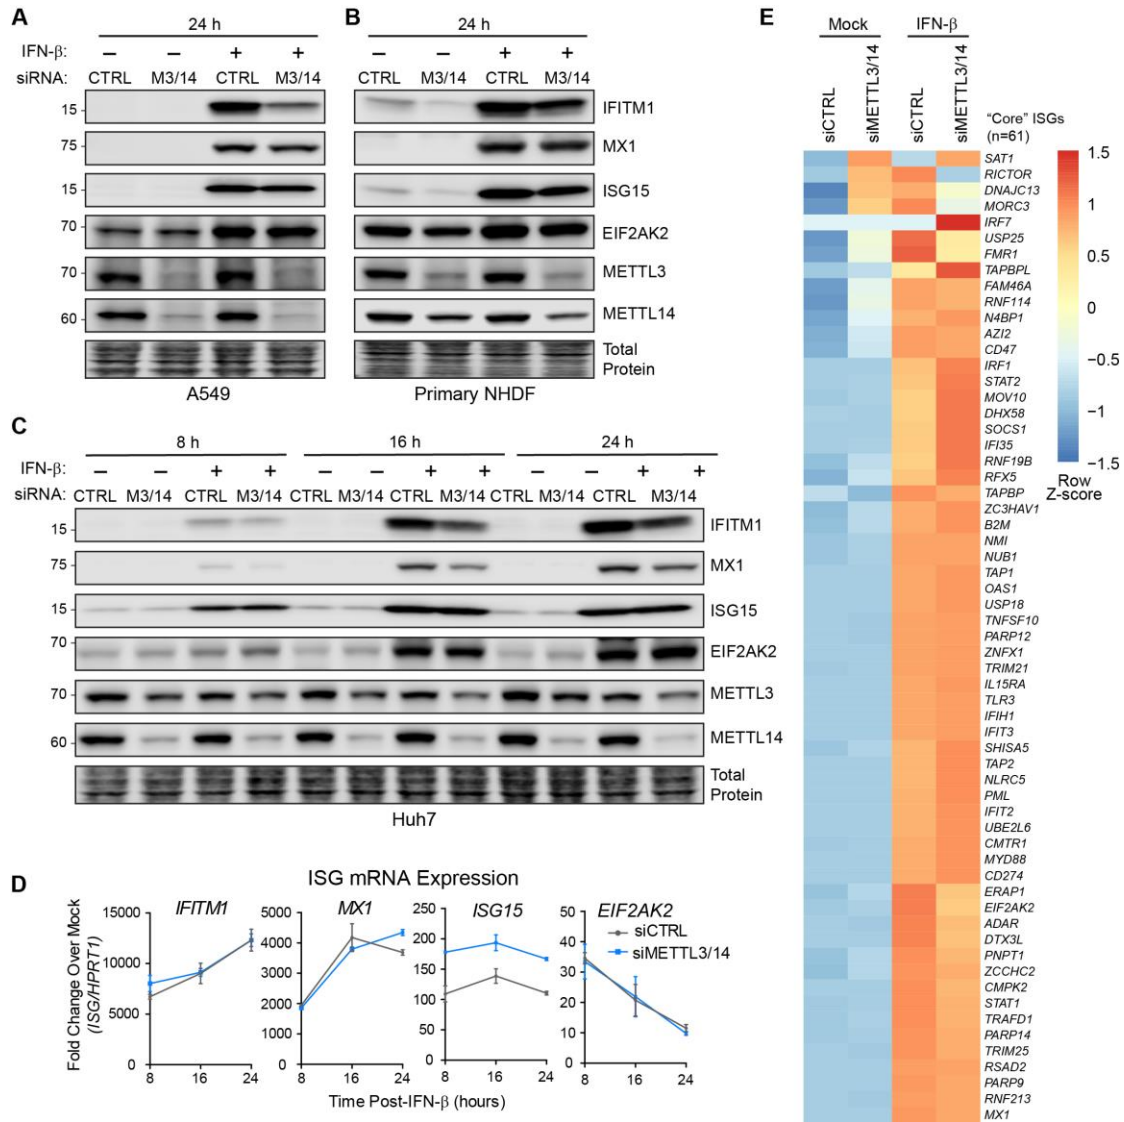 A
24 h
IFN-β: – – + +
siRNA: CTRL M3/14 CTRL M3/14
15
75
15
70
70
60
A549
B
24 h
– – + +
CTRL M3/14 CTRL M3/14
IFITM1
MX1
ISG15
EIF2AK2
METTL3
METTL14
Total
Protein
Primary NHDF
C
8 h 16 h 24 h
IFN-β: – – + + – – + + – – + +
siRNA: CTRL M3/14 CTRL M3/14 CTRL M3/14 CTRL M3/14 CTRL M3/14 CTRL M3/14
15 IFITM1
75 MX1
15 ISG15
70 EIF2AK2
70 METTL3
60 METTL14
Total
Protein
Huh7
D
ISG mRNA Expression
Fold Change Over Mock
(ISG/HPRT1)
IFITM1
15000
10000
5000
0
8 16 24
MX1
5000
4000
3000
2000
1000
0
8 16 24
ISG15
250
200
150
100
50
0
8 16 24
EIF2AK2
50
40
30
20
10
0
8 16 24
siCTRL
siMETTL3/14
Time Post-IFN-β (hours)
E
Mock IFN-β
siCTRL
siMETTL3/14
siCTRL
siMETTL3/14
"Core" ISGs
(n=61)
SAT1
RICTOR
DNAJC13
MORC3
IRF7
USP25
FMR1
TAPBPL
FAM46A
RNF114
N4BP1
AZI2
CD47
IRF1
STAT2
MOV10
DHX58
SOCS1
IFI35
RNF19B
RFX5
TAPBP
ZC3HAV1
B2M
NMI
NUB1
TAP1
OAS1
USP18
TNFSF10
PARP12
ZNFX1
TRIM21
IL15RA
TLR3
IFIH1
IFIT3
SHISA5
TAP2
NLRC5
PML
IFIT2
UBE2L6
CMTR1
MYD88
CD274
ERAP1
EIF2AK2
ADAR
DTX3L
PNPT1
ZCCHC2
CMPK2
STAT1
TRAFD1
PARP14
TRIM25
RSAD2
PARP9
RNF213
MX1
1.5
1
0.5
0
−0.5
−1
−1.5
Row
Z-score